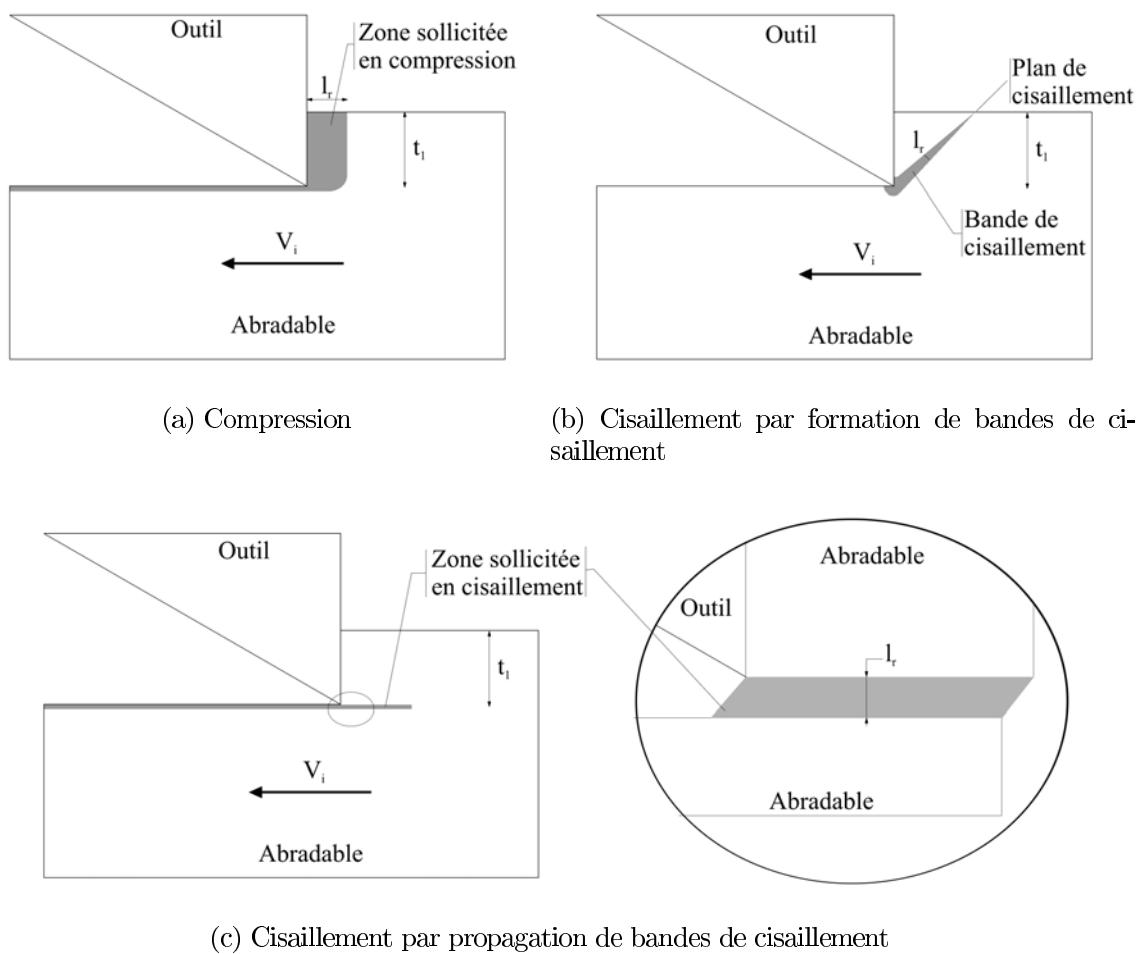 Outil
Zone sollicitée
en compression
l_r
t_1
V_i
Abradable
(a) Compression
Outil
Plan de
cisaillement
l_r
t_1
Bande de
cisaillement
V_i
Abradable
(b) Cisaillement par formation de bandes de ci-
saillement
Outil
Zone sollicitée
en cisaillement
t_1
V_i
Abradable
Abradable
Outil
l_r
Abradable
(c) Cisaillement par propagation de bandes de cisaillement